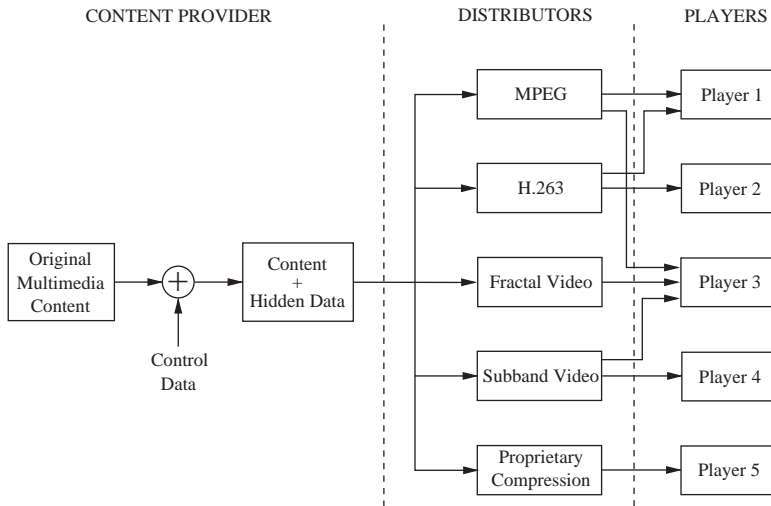 CONTENT PROVIDER
DISTRIBUTORS
PLAYERS
Original
Multimedia
Content
Control
Data
Content
+
Hidden Data
MPEG
H.263
Fractal Video
Subband Video
Proprietary
Compression
Player 1
Player 2
Player 3
Player 4
Player 5